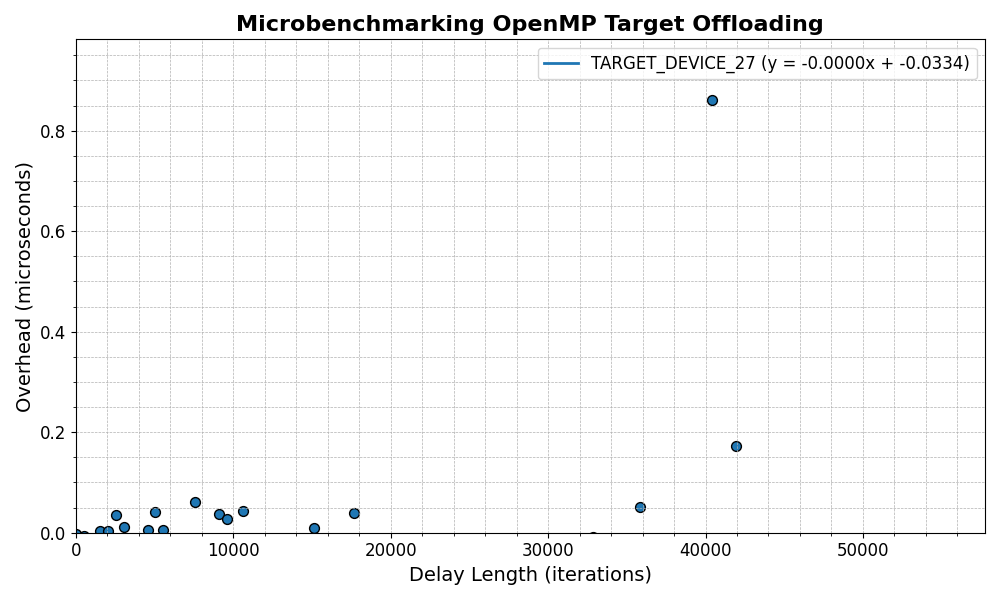 Microbenchmarking OpenMP Target Offloading
TARGET_DEVICE_27 (y = -0.0000x + -0.0334)
Overhead (microseconds)
0.8
0.6
0.4
0.2
0.0
0 10000 20000 30000 40000 50000
Delay Length (iterations)